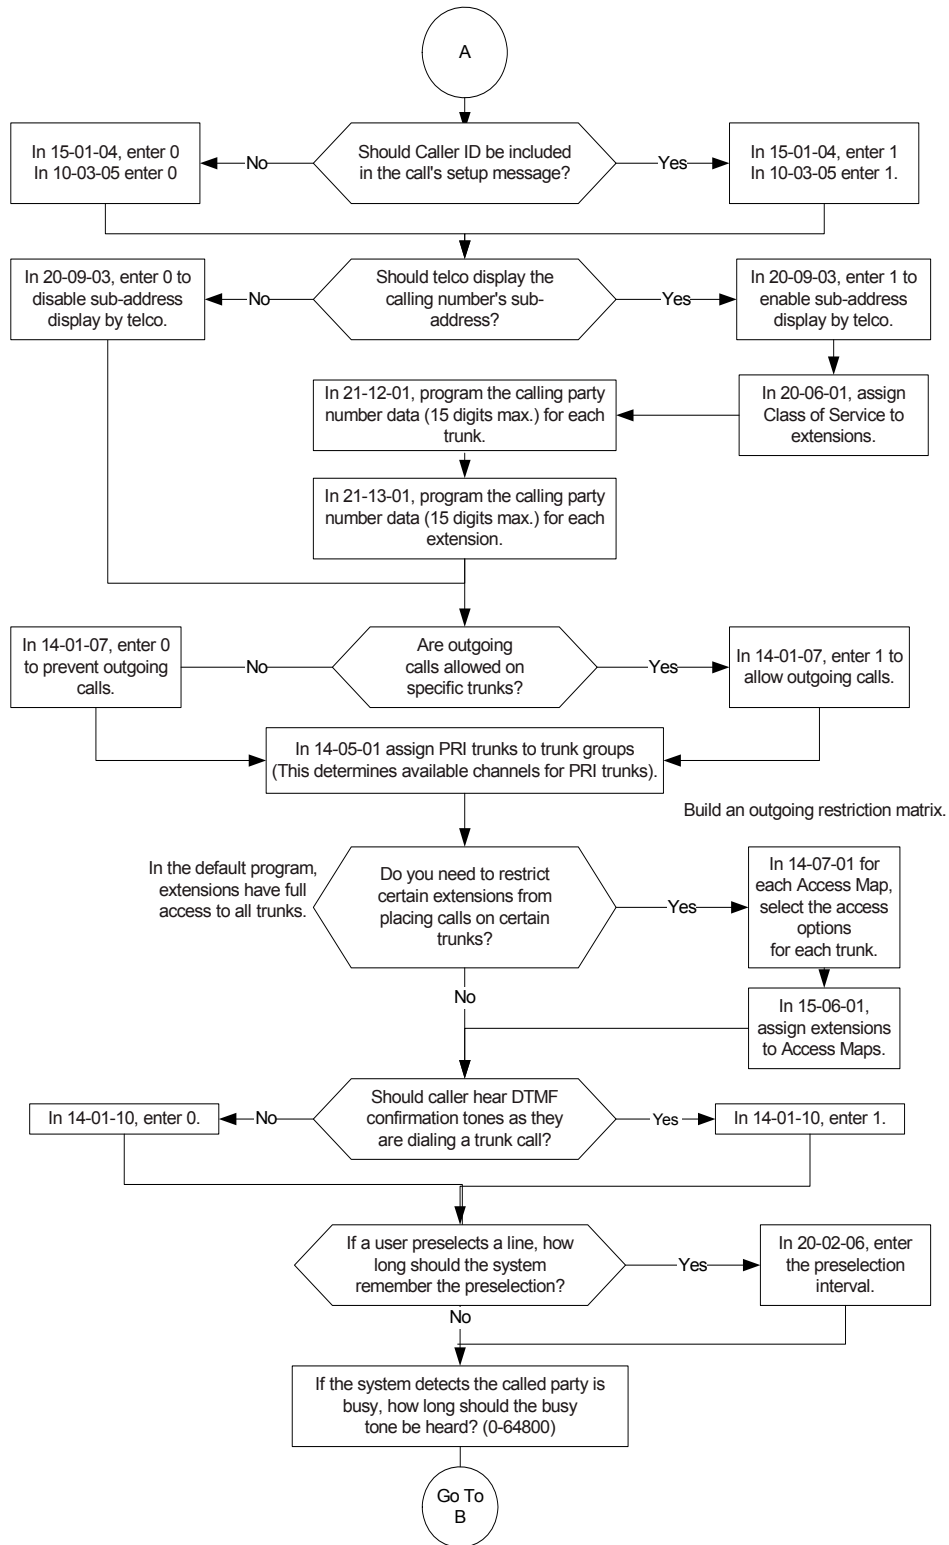 A
Should Caller ID be included
in the call's setup message?
No
In 15-01-04, enter 0
In 10-03-05 enter 0
Yes
In 15-01-04, enter 1
In 10-03-05 enter 1.
Should telco display the
calling number's sub-
address?
No
In 20-09-03, enter 0 to
disable sub-address
display by telco.
Yes
In 20-09-03, enter 1 to
enable sub-address
display by telco.
In 20-06-01, assign
Class of Service to
extensions.
In 21-12-01, program the calling party
number data (15 digits max.) for each
trunk.
In 21-13-01, program the calling party
number data (15 digits max.) for each
extension.
Are outgoing
calls allowed on
specific trunks?
No
In 14-01-07, enter 0
to prevent outgoing
calls.
Yes
In 14-01-07, enter 1 to
allow outgoing calls.
In 14-05-01 assign PRI trunks to trunk groups
(This determines available channels for PRI trunks).
Build an outgoing restriction matrix.
In the default program,
extensions have full
access to all trunks.
Do you need to restrict
certain extensions from
placing calls on certain
trunks?
Yes
In 14-07-01 for
each Access Map,
select the access
options
for each trunk.
No
In 15-06-01,
assign extensions
to Access Maps.
Should caller hear DTMF
confirmation tones as they
are dialing a trunk call?
No
In 14-01-10, enter 0.
Yes
In 14-01-10, enter 1.
If a user preselects a line, how
long should the system
remember the preselection?
Yes
In 20-02-06, enter
the preselection
interval.
No
If the system detects the called party is
busy, how long should the busy
tone be heard? (0-64800)
Go To
B